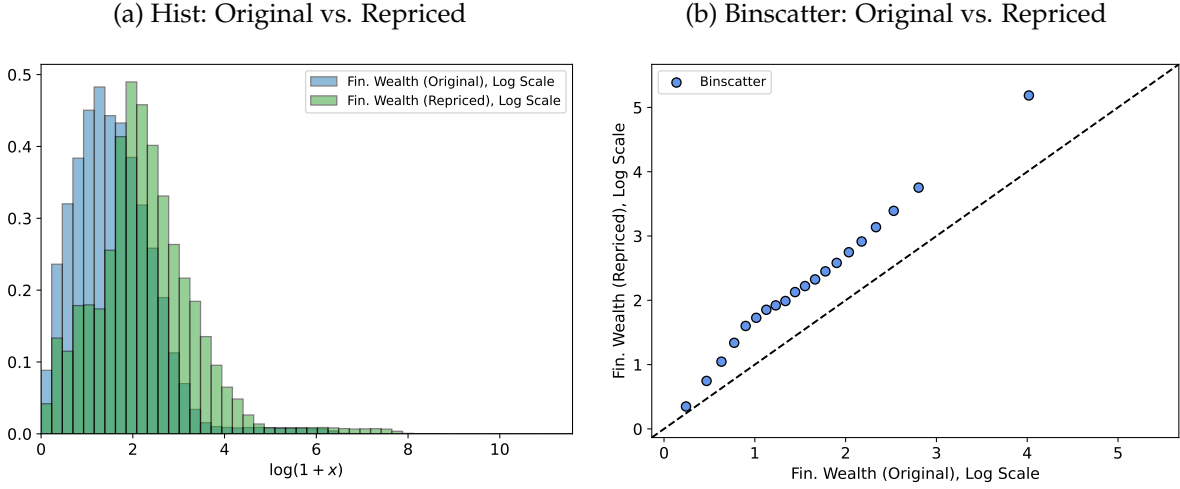 (a) Hist: Original vs. Repriced
Fin. Wealth (Original), Log Scale
Fin. Wealth (Repriced), Log Scale
0.5
0.4
0.3
0.2
0.1
0.0
0 2 4 6 8 10
log(1 + x)
(b) Binscatter: Original vs. Repriced
Binscatter
Fin. Wealth (Repriced), Log Scale
5
4
3
2
1
0
0 1 2 3 4 5
Fin. Wealth (Original), Log Scale